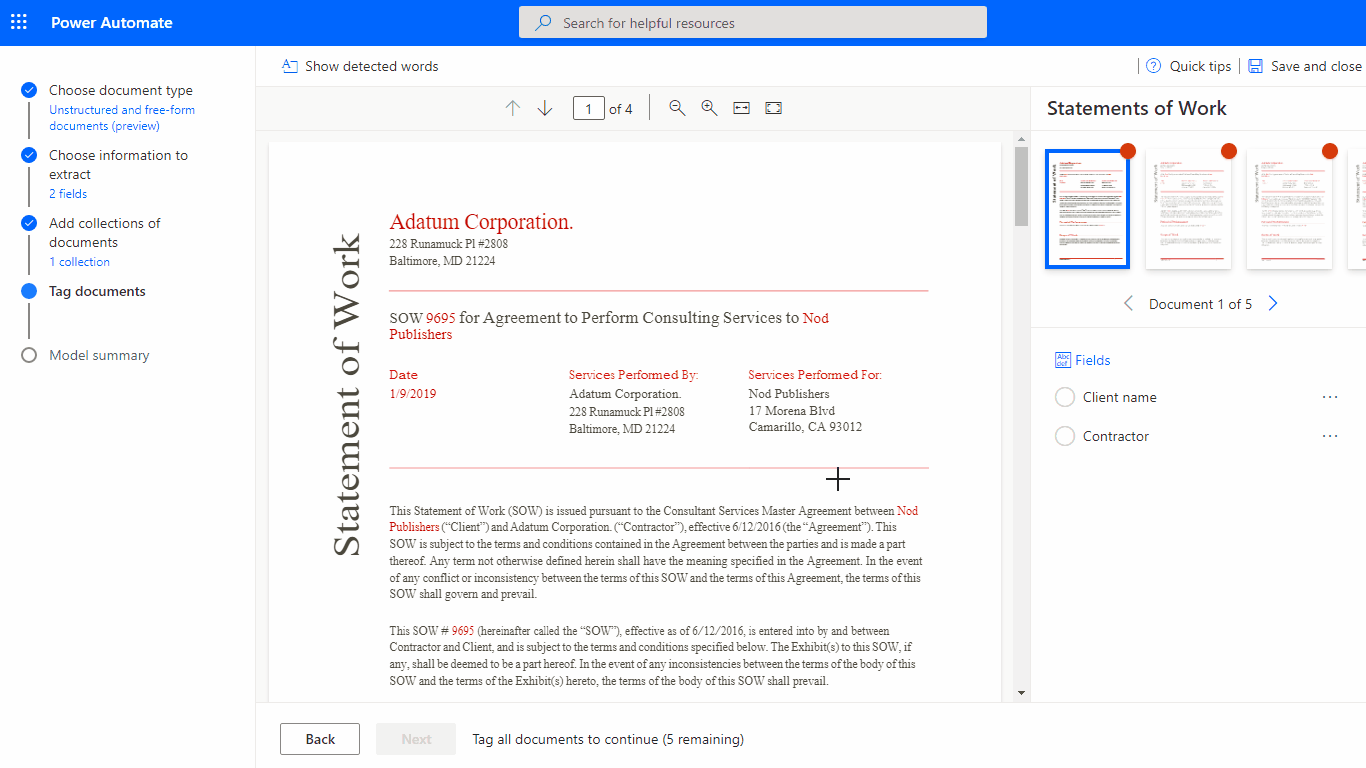 Power Automate
Search for helpful resources
Choose document type
Unstructured and free-form
documents (preview)
Choose information to
extract
2 fields
Add collections of
documents
1 collection
Tag documents
Model summary
Show detected words
Quick tips
Save and close
1 of 4
Statement of Work
Adatum Corporation.
228 Runamuck Pl #2808
Baltimore, MD 21224
SOW 9695 for Agreement to Perform Consulting Services to Nod
Publishers
Date
1/9/2019
Services Performed By:
Adatum Corporation.
228 Runamuck Pl #2808
Baltimore, MD 21224
Services Performed For:
Nod Publishers
17 Morena Blvd
Camarillo, CA 93012
This Statement of Work (SOW) is issued pursuant to the Consultant Services Master Agreement between Nod
Publishers (“Client”) and Adatum Corporation. (“Contractor”), effective 6/12/2016 (the “Agreement”). This
SOW is subject to the terms and conditions contained in the Agreement between the parties and is made a part
thereof. Any term not otherwise defined herein shall have the meaning specified in the Agreement. In the event
of any conflict or inconsistency between the terms of this SOW and the terms of this Agreement, the terms of this
SOW shall govern and prevail.
This SOW # 9695 (hereinafter called the “SOW”), effective as of 6/12/2016, is entered into by and between
Contractor and Client, and is subject to the terms and conditions specified below. The Exhibit(s) to this SOW, if
any, shall be deemed to be a part hereof. In the event of any inconsistencies between the terms of the body of this
SOW and the terms of the Exhibit(s) hereto, the terms of the body of this SOW shall prevail.
Statements of Work
Document 1 of 5
Fields
Client name
Contractor
Back
Next
Tag all documents to continue (5 remaining)